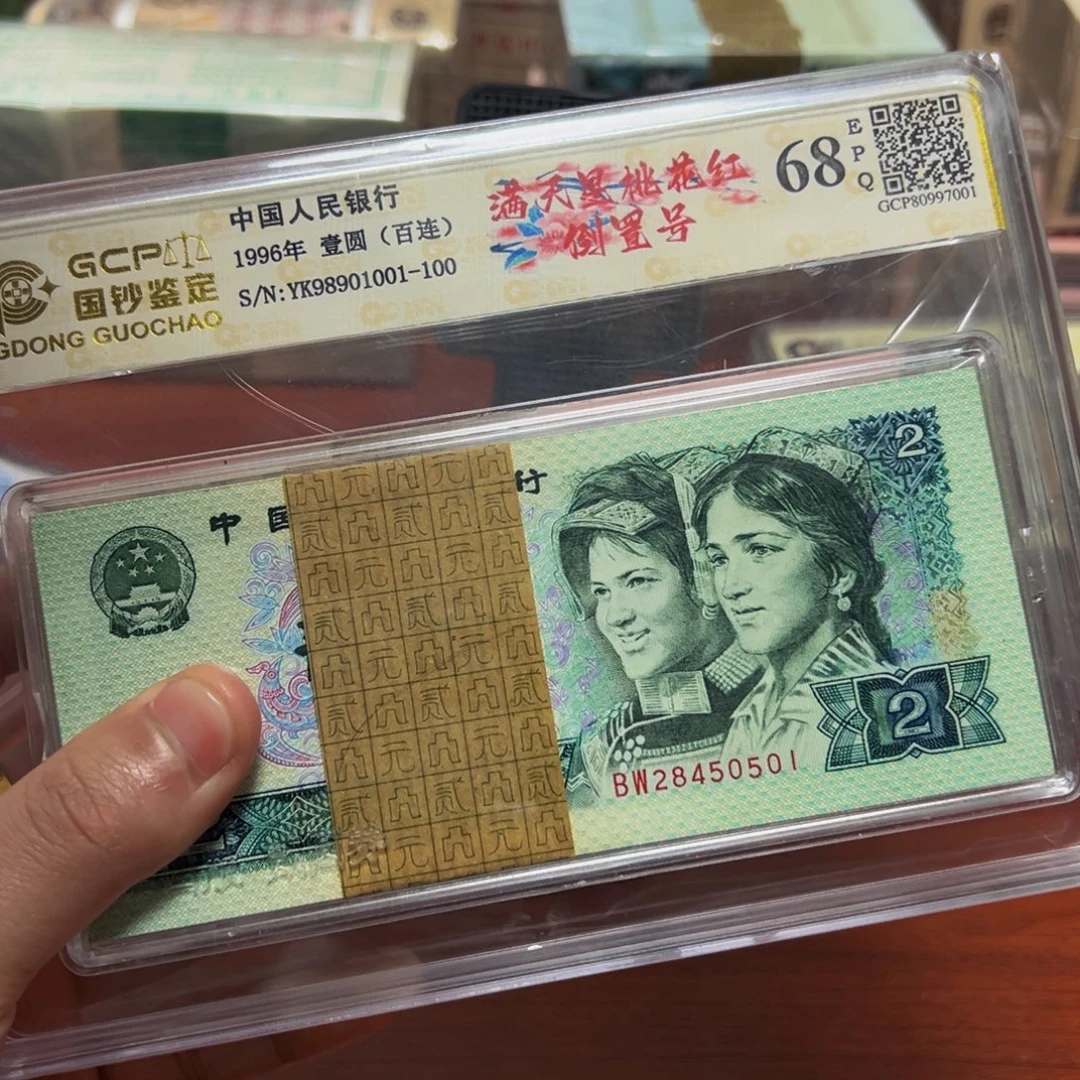 GCP
国钞鉴定
GDONG GUOCHAO
中国人民银行
1996年 壹圆（百连）
S/N:YK98901001-100
满天星桃花红
倒置号
68
EPQ
GCP80997001
中国
行
2
2
BW28450501